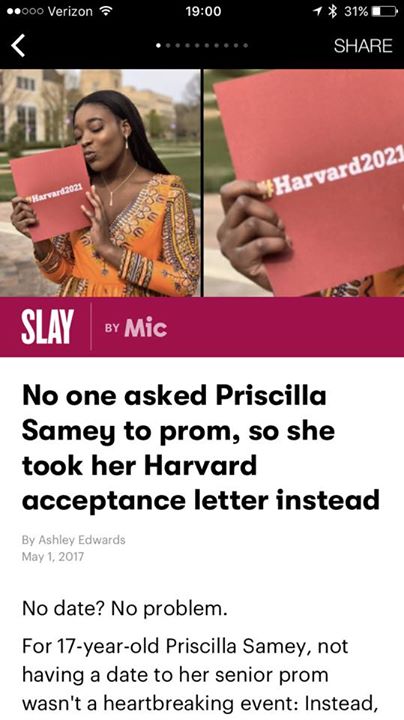 Verizon 19:00 31%
SHARE
#Harvard2021
#Harvard2021
SLAY BY Mic
No one asked Priscilla
Samey to prom, so she
took her Harvard
acceptance letter instead
By Ashley Edwards
May 1, 2017
No date? No problem.
For 17-year-old Priscilla Samey, not
having a date to her senior prom
wasn't a heartbreaking event: Instead,